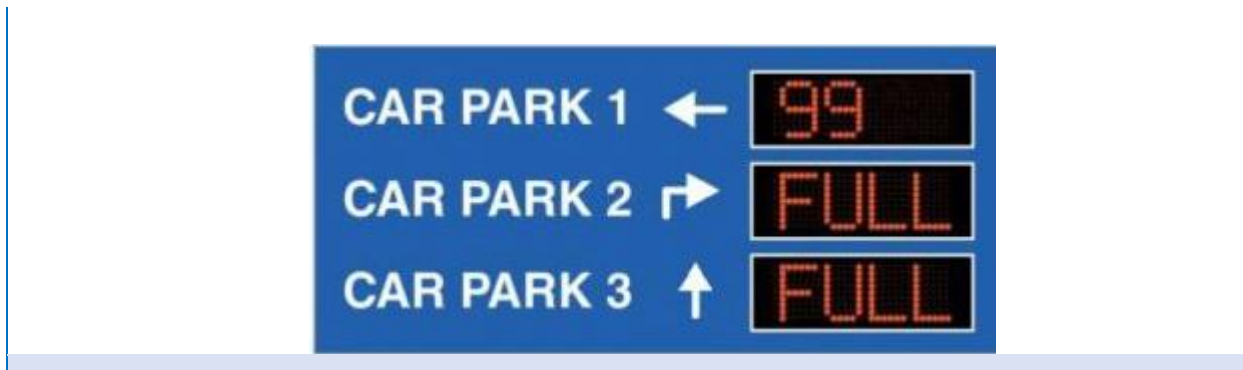 CAR PARK 1 ← 99
CAR PARK 2 ↱ FULL
CAR PARK 3 ↑ FULL